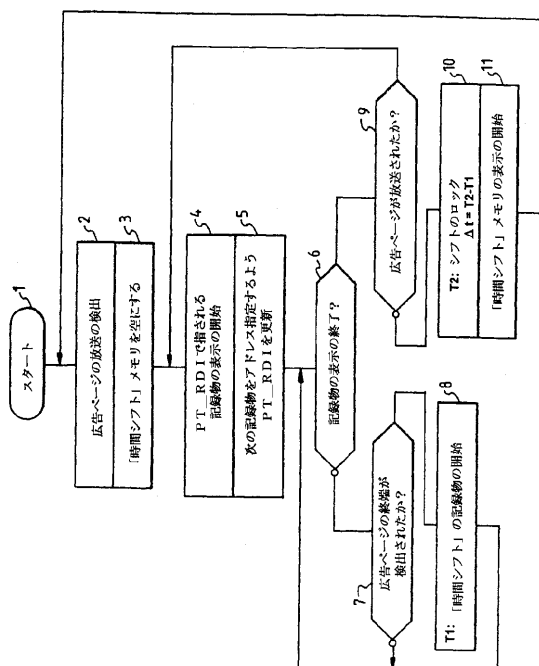 スタート
1
広告ページの放送の検出
2
「時間シフト」メモリを空にする
3
PT_RDIで指される
記録物の表示の開始
4
次の記録物をアドレス指定するよう
PT_RDIを更新
5
記録物の表示の終了?
6
広告ページの終端が
検出されたか?
7
T1: 「時間シフト」の記録物の開始
8
広告ページが放送されたか?
9
T2: シフトのロック
Δt=T2-T1
10
「時間シフト」メモリの表示の開始
11